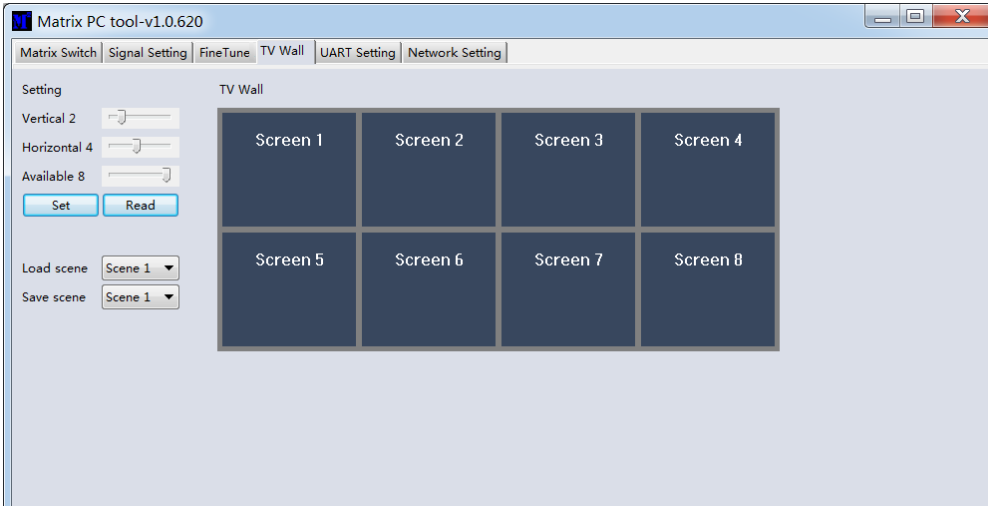 Matrix PC tool-v1.0.620
Matrix Switch Signal Setting FineTune TV Wall UART Setting Network Setting
Setting
TV Wall
Vertical 2
Horizontal 4
Available 8
Set Read
Load scene Scene 1
Save scene Scene 1
Screen 1 Screen 2 Screen 3 Screen 4
Screen 5 Screen 6 Screen 7 Screen 8